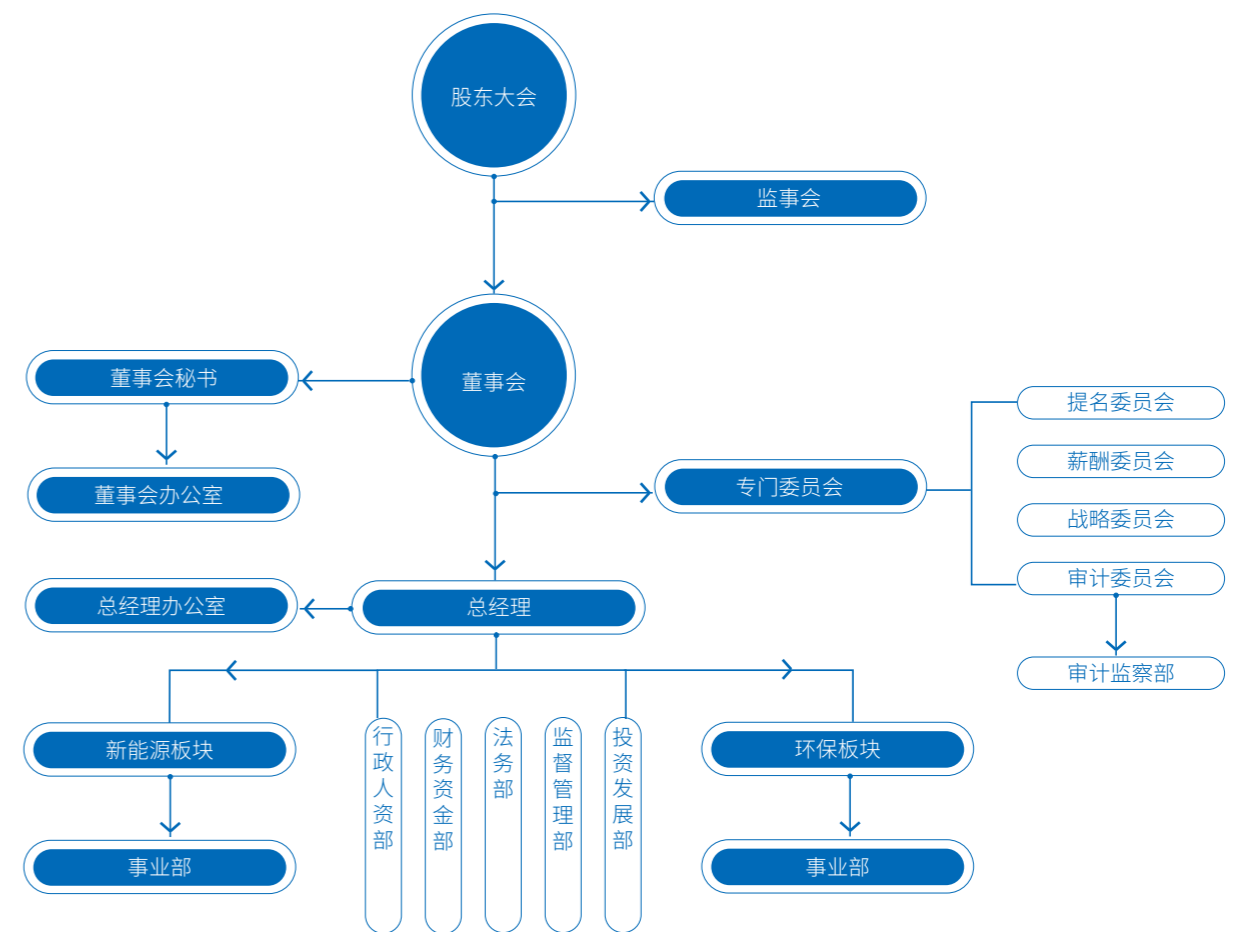 股东大会
监事会
董事会
董事会秘书
董事会办公室
专门委员会
提名委员会
薪酬委员会
战略委员会
审计委员会
审计监察部
总经理办公室
总经理
新能源板块
事业部
行政人资部
财务资金部
法务部
监督管理部
投资发展部
环保板块
事业部